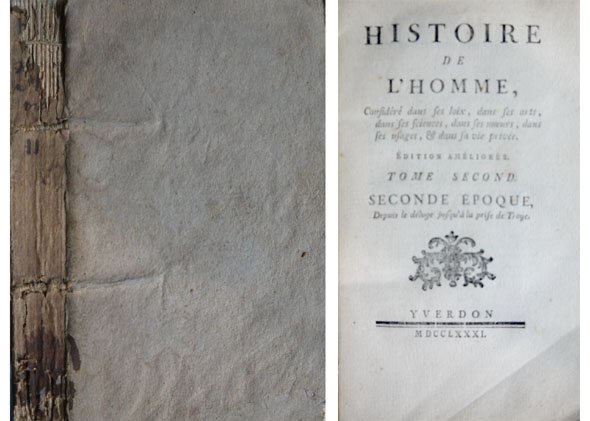 HISTOIRE
DE
L'HOMME,
Considéré dans ses loix, dans ses arts,
dans ses sciences, dans ses mœurs, dans
ses usages, & dans sa vie privée.
ÉDITION AMÉLIORÉE.
TOME SECOND.
SECONDE EPOQUE,
Depuis le déluge jusqu'à la prise de Troye.
YVERDON
MDCCLXXXI.